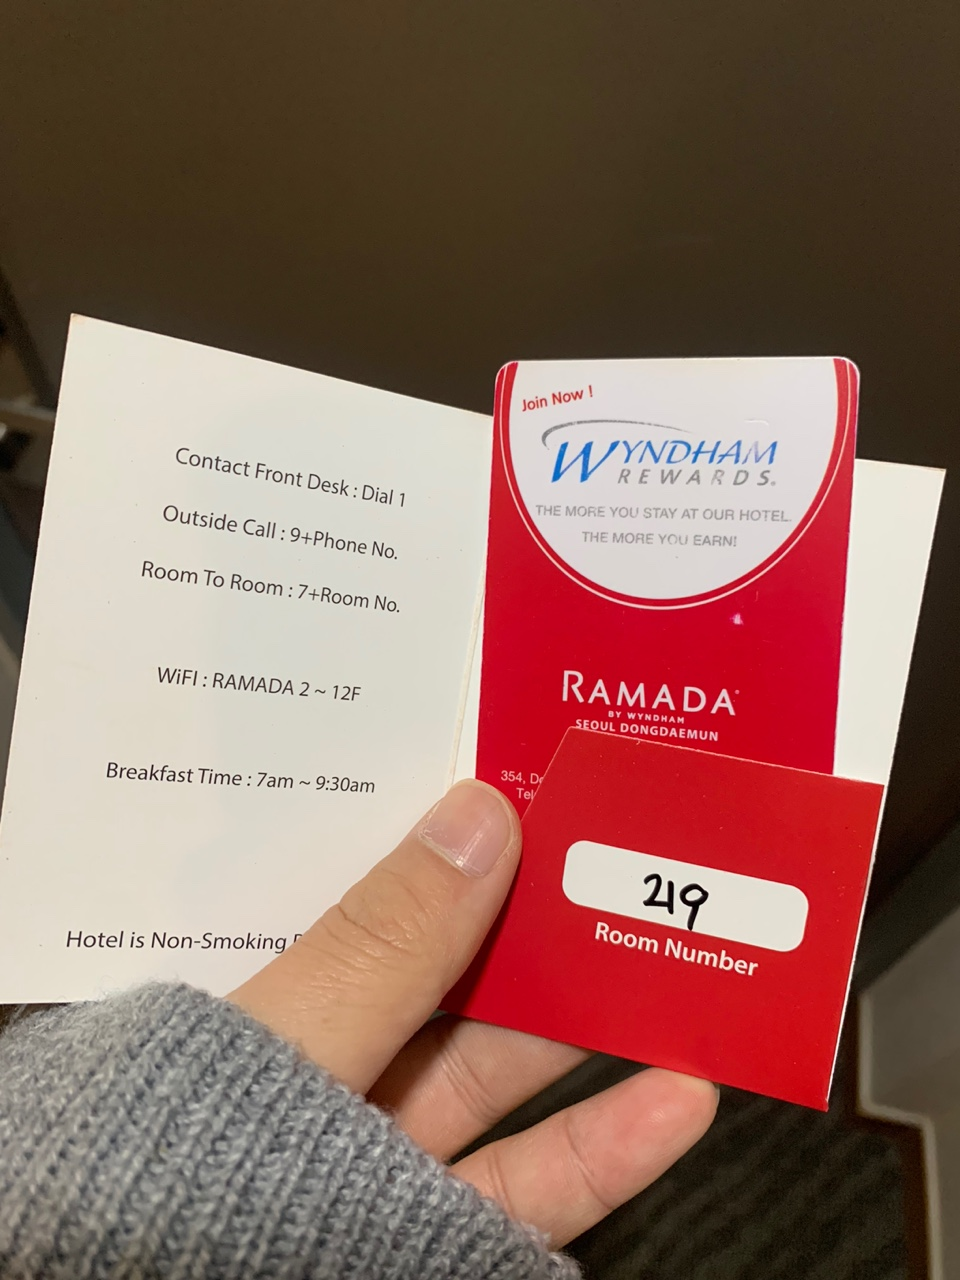 Contact Front Desk : Dial 1
Outside Call : 9+Phone No.
Room To Room : 7+Room No.
WiFI : RAMADA 2 ~ 12F
Breakfast Time : 7am ~ 9:30am
Hotel is Non-Smoking
Join Now !
WYNDHAM
REWARDS®
THE MORE YOU STAY AT OUR HOTEL.
THE MORE YOU EARN!
RAMADA®
BY WYNDHAM
SEOUL DONGDAEMUN
354,
Tel
219
Room Number